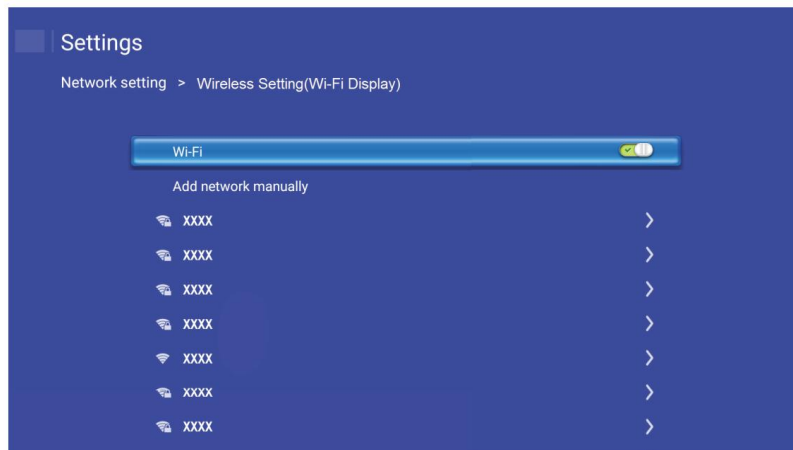 Settings
Network setting > Wireless Setting(Wi-Fi Display)
Wi-Fi
Add network manually
XXXX
XXXX
XXXX
XXXX
XXXX
XXXX
XXXX